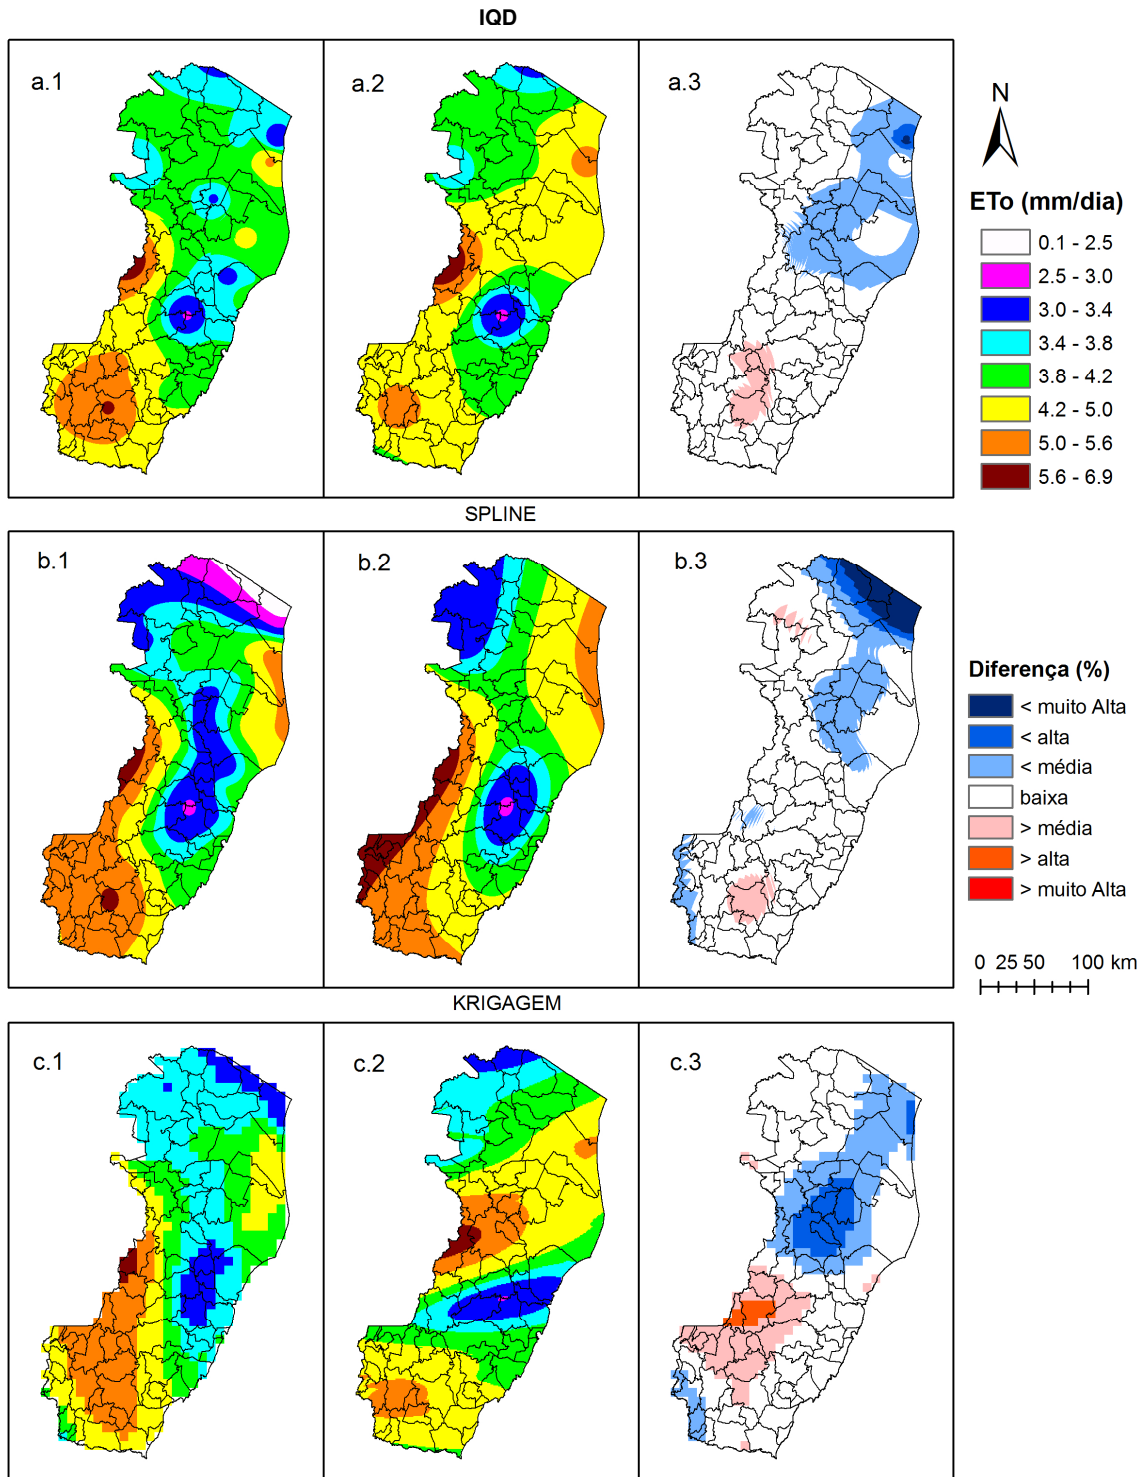 IQD
a.1
a.2
a.3
N
ETo (mm/dia)
0.1 - 2.5
2.5 - 3.0
3.0 - 3.4
3.4 - 3.8
3.8 - 4.2
4.2 - 5.0
5.0 - 5.6
5.6 - 6.9
SPLINE
b.1
b.2
b.3
Diferença (%)
< muito Alta
< alta
< média
baixa
> média
> alta
> muito Alta
0 25 50 100 km
KRIGAGEM
c.1
c.2
c.3